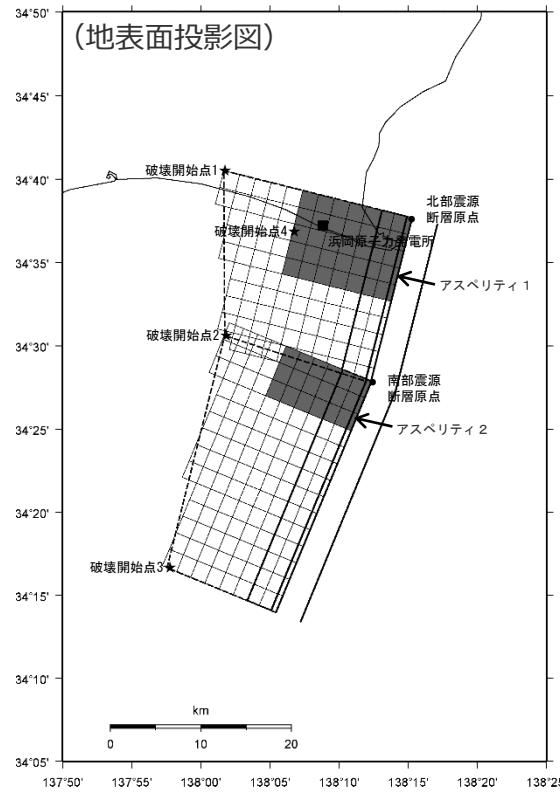 （地表面投影図）
34°50'
34°45'
34°40'
34°35'
34°30'
34°25'
34°20'
34°15'
34°10'
34°05'
破壊開始点1
北部震源
断層原点
破壊開始点4
浜岡原子力発電所
アスペリティ１
破壊開始点2
南部震源
断層原点
アスペリティ２
破壊開始点3
km
0 10 20
137°50' 137°55' 138°00' 138°05' 138°10' 138°15' 138°20' 138°25'